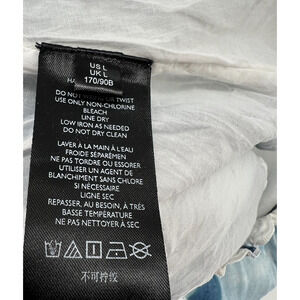 US L
UK L
170/90B
HA
DO NOT TWIST
USE ONLY NON-CHLORINE
BLEACH
LINE DRY
LOW IRON AS NEEDED
DO NOT DRY CLEAN
LAVER À LA MAIN À L'EAU
FROIDE SÉPARÉMEN
NE PAS TORDRE OU ESSORER
UTILISER UN AGENT DE
BLANCHIMENT SANS CHLORE
SI NÉCESSAIRE
LIGNE SEC
REPASSER, AU BESOIN, À TRÈS
BASSE TEMPÉRATURE
NE PAS NETTOYER À SEC
不可拧绞